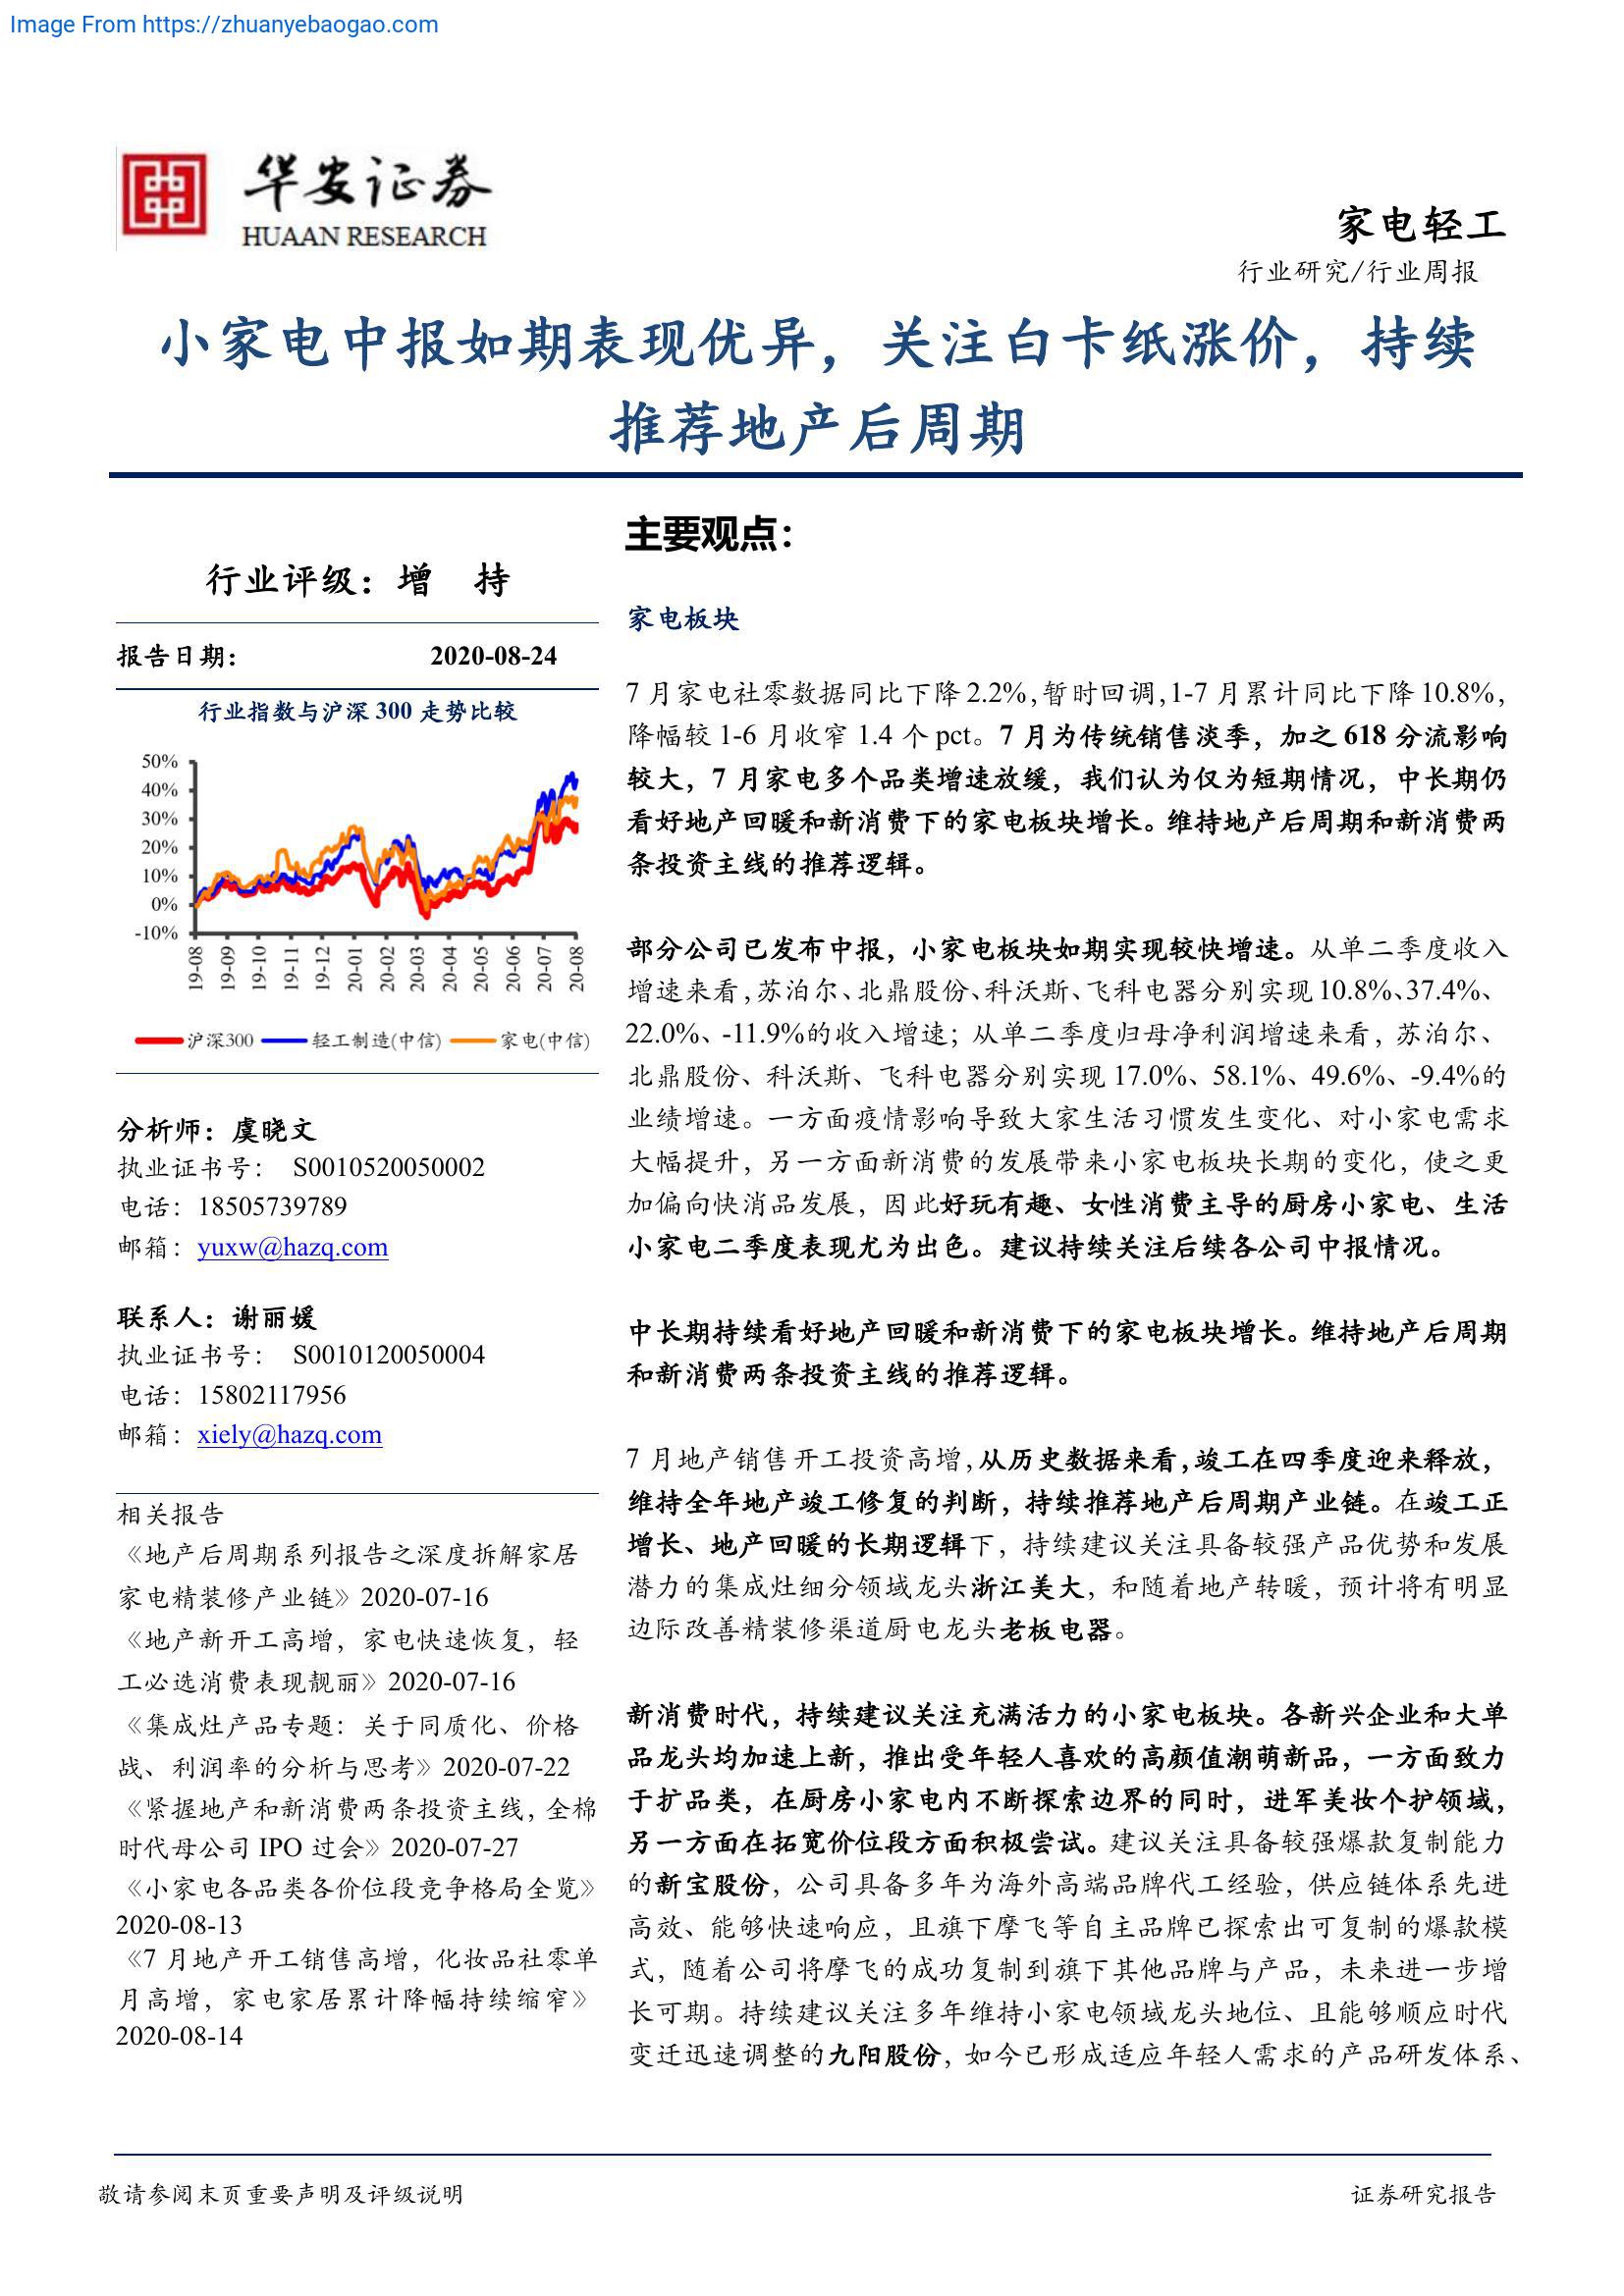 Image From https://zhuanyebaogao.com
华安证券
HUAAN RESEARCH
家电轻工
行业研究/行业周报
小家电中报如期表现优异，关注白卡纸涨价，持续
推荐地产后周期
行业评级：增 持
报告日期： 2020-08-24
行业指数与沪深 300 走势比较
50%
40%
30%
20%
10%
0%
-10%
19-08
19-09
19-10
19-11
19-12
20-01
20-02
20-03
20-04
20-05
20-06
20-07
20-08
沪深300 轻工制造(中信) 家电(中信)
分析师：虞晓文
执业证书号： S0010520050002
电话：18505739789
邮箱：yuxw@hazq.com
联系人：谢丽媛
执业证书号： S0010120050004
电话：15802117956
邮箱：xiely@hazq.com
相关报告
《地产后周期系列报告之深度拆解家居
家电精装修产业链》2020-07-16
《地产新开工高增，家电快速恢复，轻
工必选消费表现靓丽》2020-07-16
《集成灶产品专题：关于同质化、价格
战、利润率的分析与思考》2020-07-22
《紧握地产和新消费两条投资主线，全棉
时代母公司 IPO 过会》2020-07-27
《小家电各品类各价位段竞争格局全览》
2020-08-13
《7 月地产开工销售高增，化妆品社零单
月高增，家电家居累计降幅持续缩窄》
2020-08-14
主要观点：
家电板块
7 月家电社零数据同比下降 2.2%，暂时回调，1-7 月累计同比下降 10.8%，
降幅较 1-6 月收窄 1.4 个 pct。7 月为传统销售淡季，加之 618 分流影响
较大，7 月家电多个品类增速放缓，我们认为仅为短期情况，中长期仍
看好地产回暖和新消费下的家电板块增长。维持地产后周期和新消费两
条投资主线的推荐逻辑。
部分公司已发布中报，小家电板块如期实现较快增速。从单二季度收入
增速来看，苏泊尔、北鼎股份、科沃斯、飞科电器分别实现 10.8%、37.4%、
22.0%、-11.9%的收入增速；从单二季度归母净利润增速来看，苏泊尔、
北鼎股份、科沃斯、飞科电器分别实现 17.0%、58.1%、49.6%、-9.4%的
业绩增速。一方面疫情影响导致大家生活习惯发生变化、对小家电需求
大幅提升，另一方面新消费的发展带来小家电板块长期的变化，使之更
加偏向快消品发展，因此好玩有趣、女性消费主导的厨房小家电、生活
小家电二季度表现尤为出色。建议持续关注后续各公司中报情况。
中长期持续看好地产回暖和新消费下的家电板块增长。维持地产后周期
和新消费两条投资主线的推荐逻辑。
7 月地产销售开工投资高增，从历史数据来看，竣工在四季度迎来释放，
维持全年地产竣工修复的判断，持续推荐地产后周期产业链。在竣工正
增长、地产回暖的长期逻辑下，持续建议关注具备较强产品优势和发展
潜力的集成灶细分领域龙头浙江美大，和随着地产转暖，预计将有明显
边际改善精装修渠道厨电龙头老板电器。
新消费时代，持续建议关注充满活力的小家电板块。各新兴企业和大单
品龙头均加速上新，推出受年轻人喜欢的高颜值潮萌新品，一方面致力
于扩品类，在厨房小家电内不断探索边界的同时，进军美妆个护领域，
另一方面在拓宽价位段方面积极尝试。建议关注具备较强爆款复制能力
的新宝股份，公司具备多年为海外高端品牌代工经验，供应链体系先进
高效、能够快速响应，且旗下摩飞等自主品牌已探索出可复制的爆款模
式，随着公司将摩飞的成功复制到旗下其他品牌与产品，未来进一步增
长可期。持续建议关注多年维持小家电领域龙头地位、且能够顺应时代
变迁迅速调整的九阳股份，如今已形成适应年轻人需求的产品研发体系、
敬请参阅末页重要声明及评级说明
证券研究报告